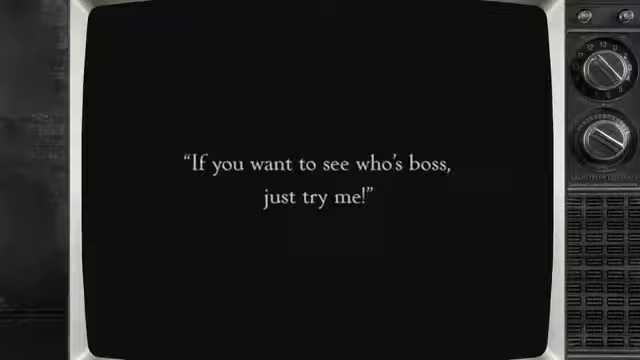 “If you want to see who’s boss,
just try me!”